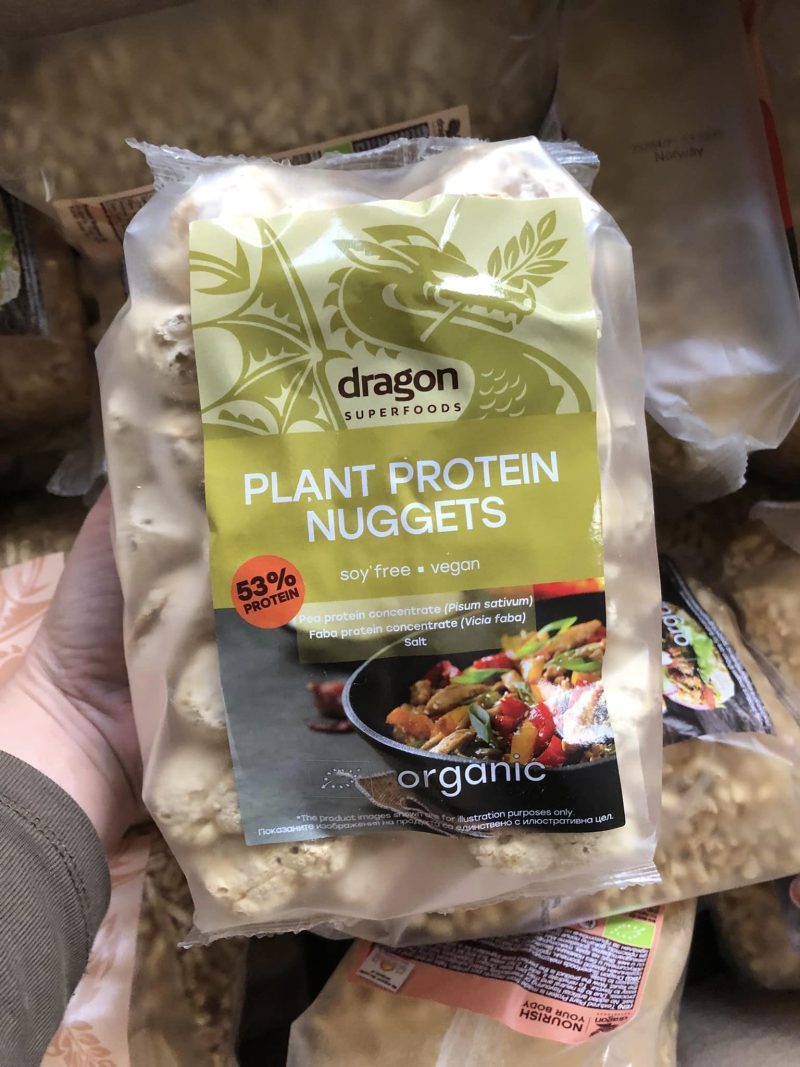 Norway
dragon
SUPERFOODS
PLANT PROTEIN
NUGGETS
soy free ▪ vegan
53%
PROTEIN
Pea protein concentrate (Pisum sativum)
Faba protein concentrate (Vicia faba)
Salt
organic
*The product images shown are for illustration purposes only.
Показаните изображения на продукта са единствено с илюстративна цел.
NOURISH
YOUR BODY
dragon